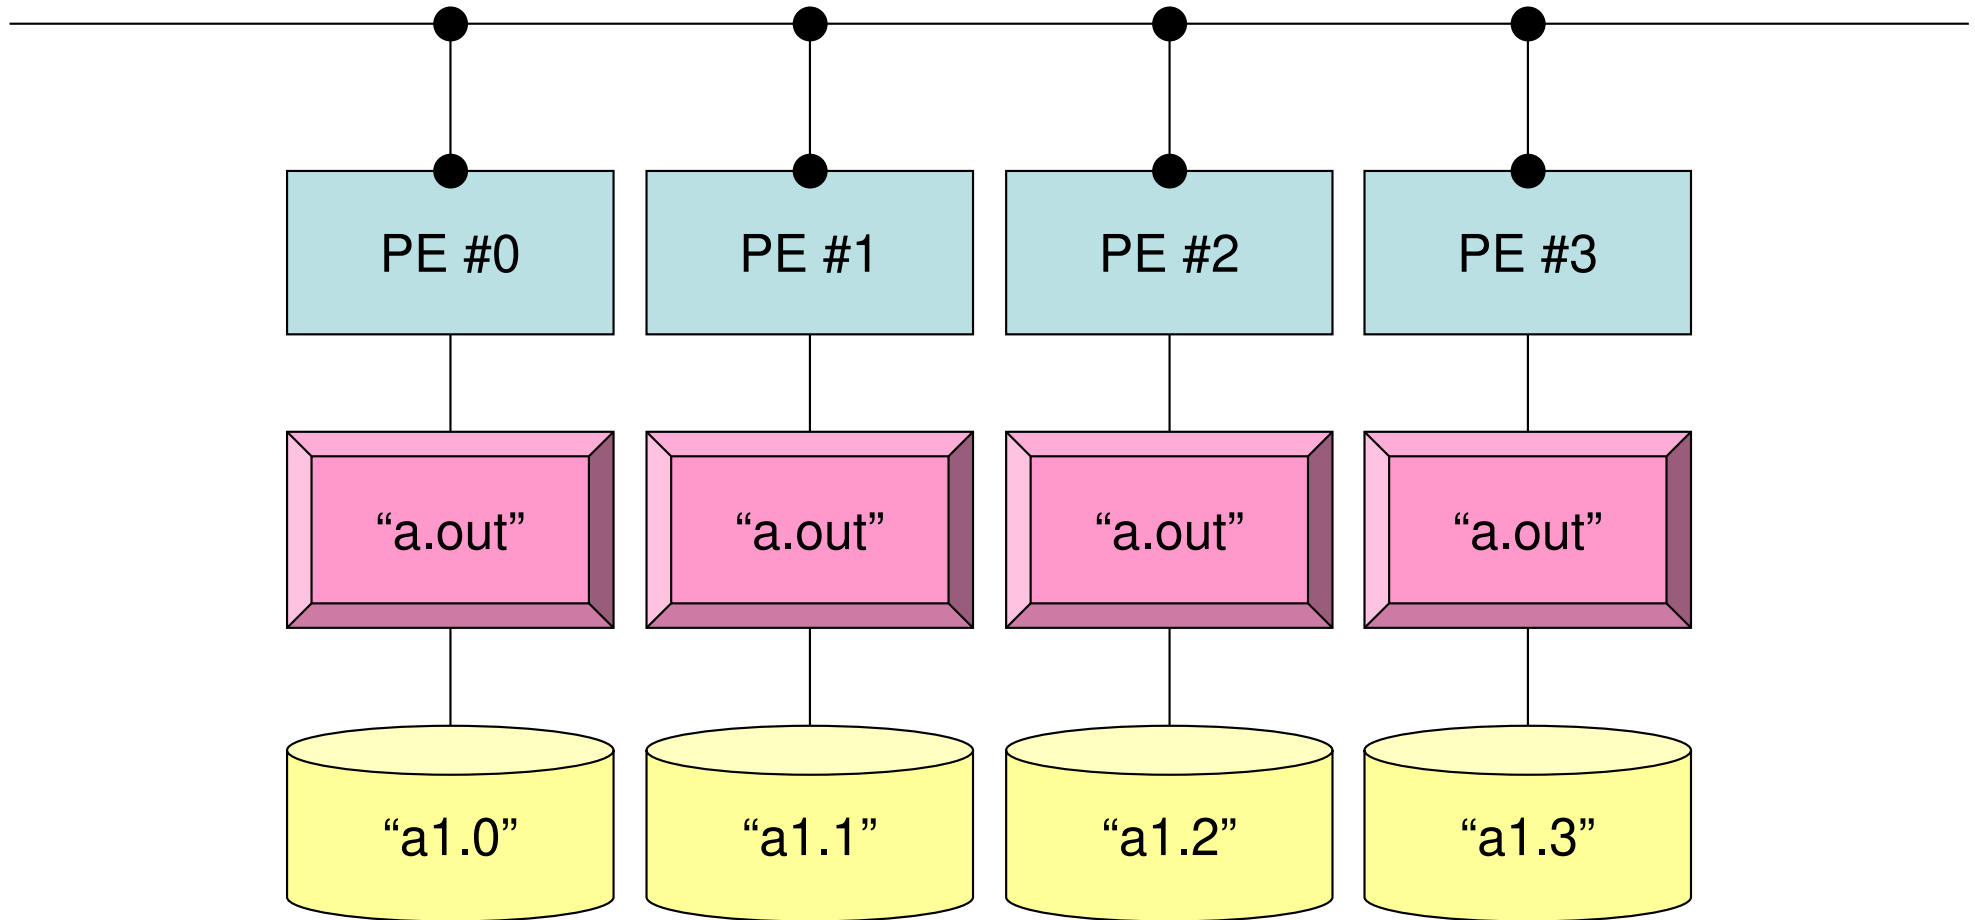 PE #0
PE #1
PE #2
PE #3
“a.out”
“a.out”
“a.out”
“a.out”
“a1.0”
“a1.1”
“a1.2”
“a1.3”